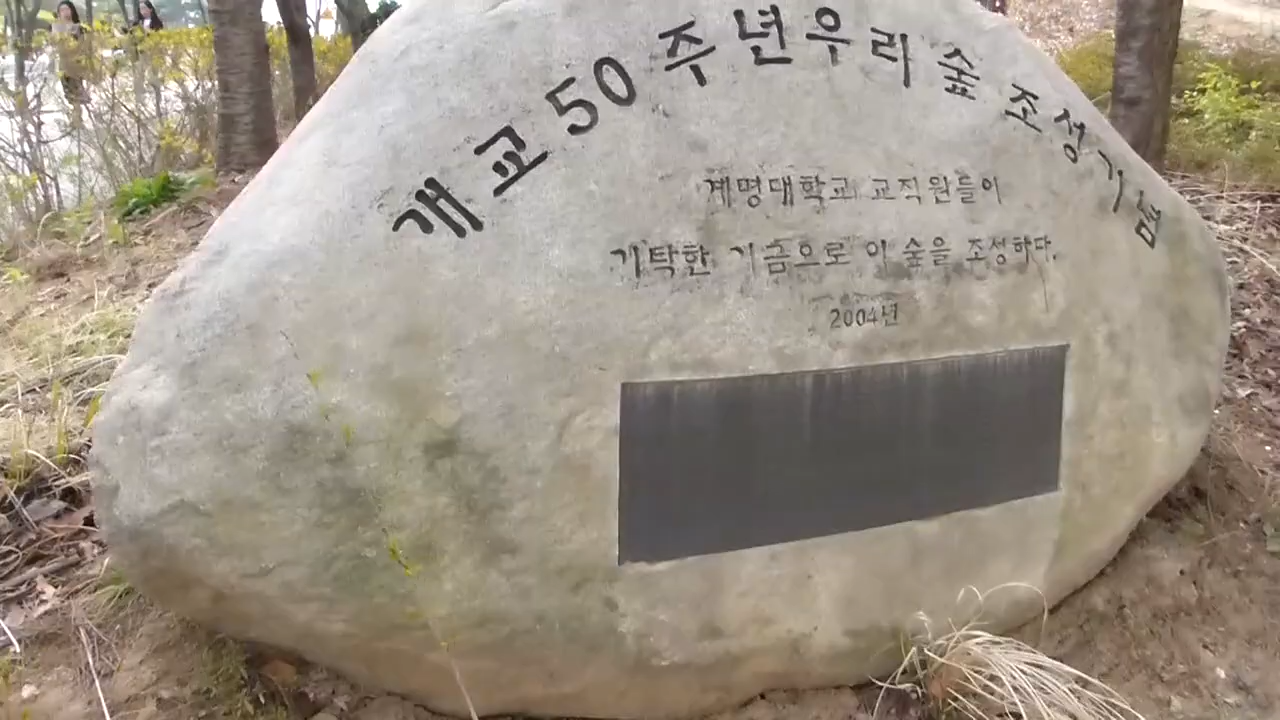 개교 50 주년 우리 숲 조성 기념
계명대학교 교직원들이
기탁한 기금으로 이 숲을 조성하다.
2004년